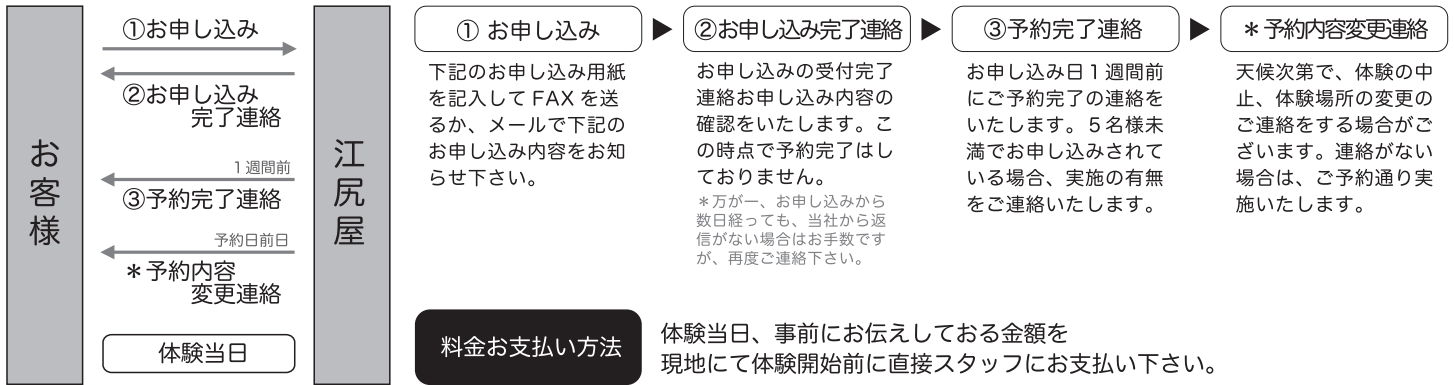 お客様
①お申し込み
②お申し込み
完了連絡
1週間前
③予約完了連絡
予約日前日
＊予約内容
変更連絡
体験当日
江尻屋
① お申し込み
下記のお申し込み用紙
を記入して FAX を送
るか、メールで下記の
お申し込み内容をお知
らせ下さい。
②お申し込み完了連絡
お申し込みの受付完了
連絡お申し込み内容の
確認をいたします。こ
の時点で予約完了はし
ておりません。
＊万が一、お申し込みから
数日経っても、当社から返
信がない場合はお手数です
が、再度ご連絡下さい。
③予約完了連絡
お申し込み日１週間前
にご予約完了の連絡を
いたします。５名様未
満でお申し込みされて
いる場合、実施の有無
をご連絡いたします。
＊予約内容変更連絡
天候次第で、体験の中
止、体験場所の変更の
ご連絡をする場合がご
ざいます。連絡がない
場合は、ご予約通り実
施いたします。
料金お支払い方法
体験当日、事前にお伝えしておる金額を
現地にて体験開始前に直接スタッフにお支払い下さい。